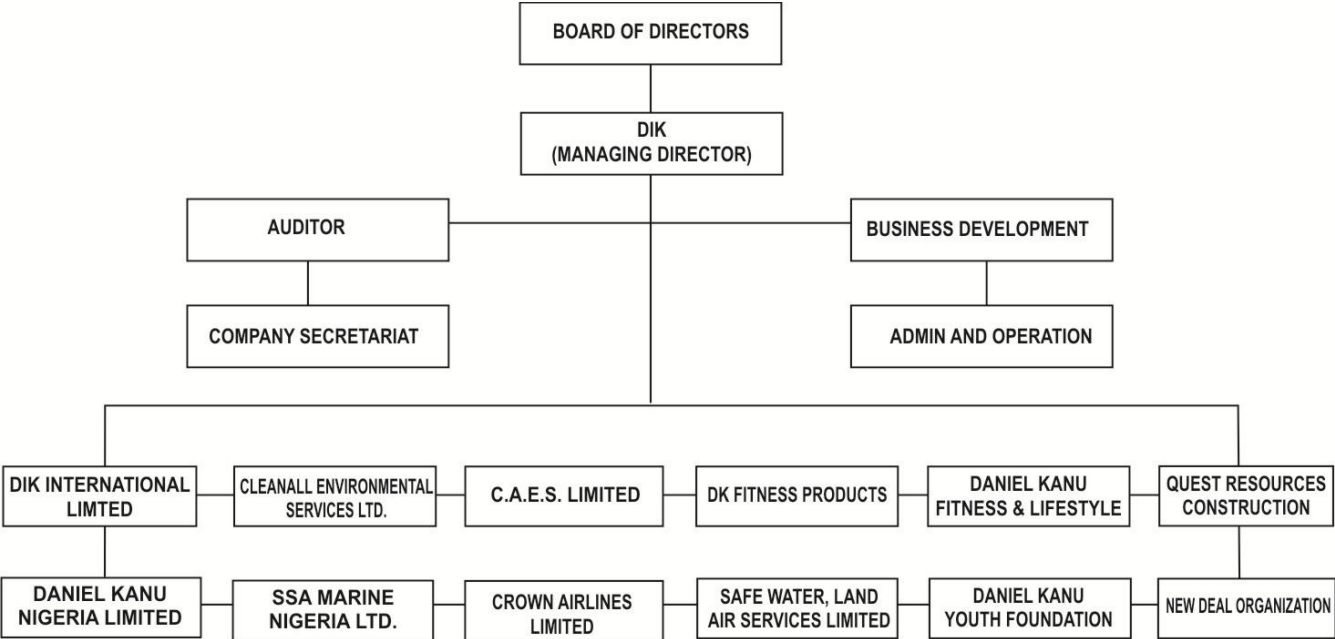 BOARD OF DIRECTORS
DIK
(MANAGING DIRECTOR)
AUDITOR
BUSINESS DEVELOPMENT
COMPANY SECRETARIAT
ADMIN AND OPERATION
DIK INTERNATIONAL
LIMTED
CLEANALL ENVIRONMENTAL
SERVICES LTD.
C.A.E.S. LIMITED
DK FITNESS PRODUCTS
DANIEL KANU
FITNESS & LIFESTYLE
QUEST RESOURCES
CONSTRUCTION
DANIEL KANU
NIGERIA LIMITED
SSA MARINE
NIGERIA LTD.
CROWN AIRLINES
LIMITED
SAFE WATER, LAND
AIR SERVICES LIMITED
DANIEL KANU
YOUTH FOUNDATION
NEW DEAL ORGANIZATION